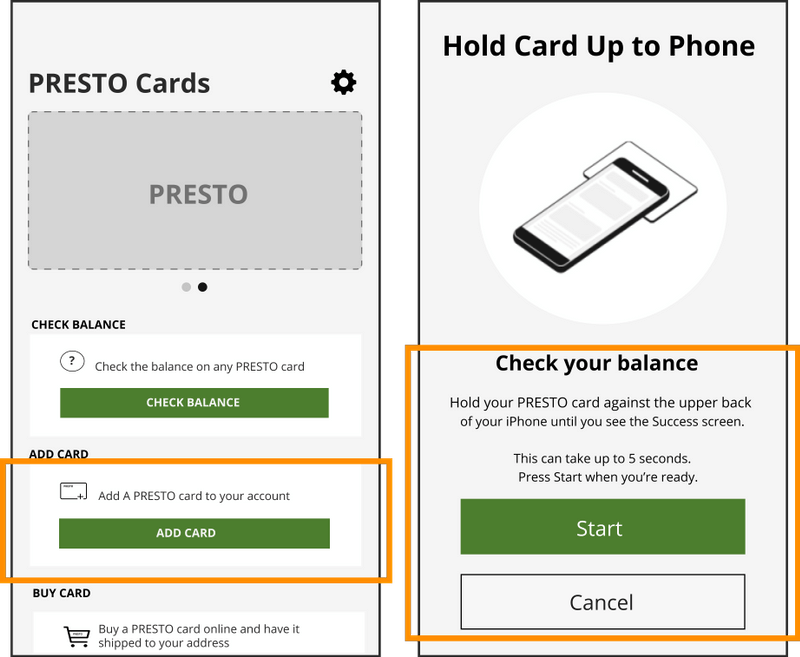 PRESTO Cards
PRESTO
CHECK BALANCE
?
Check the balance on any PRESTO card
CHECK BALANCE
ADD CARD
Add A PRESTO card to your account
ADD CARD
BUY CARD
Buy a PRESTO card online and have it
shipped to your address
Hold Card Up to Phone
Check your balance
Hold your PRESTO card against the upper back
of your iPhone until you see the Success screen.
This can take up to 5 seconds.
Press Start when you’re ready.
Start
Cancel